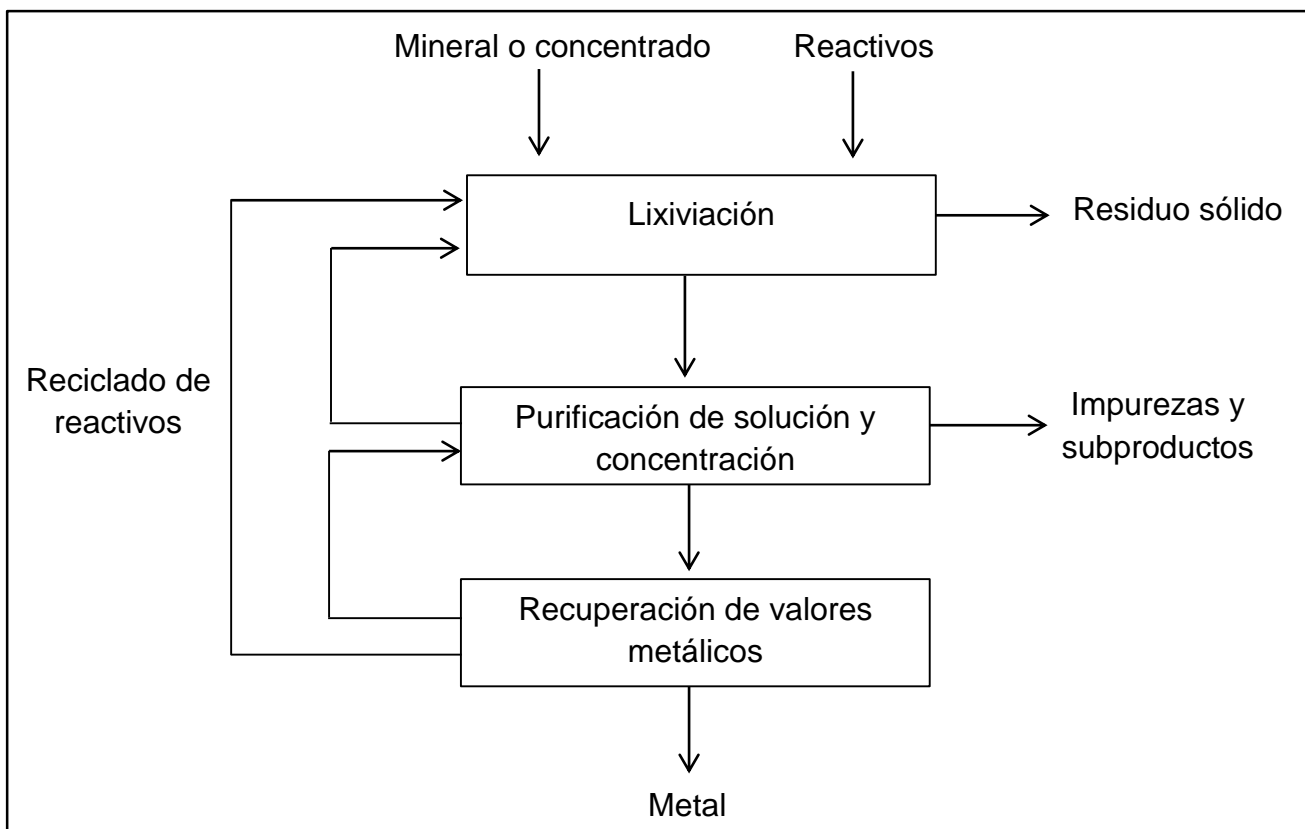 Mineral o concentrado
Reactivos
Lixiviación
Residuo sólido
Reciclado de
reactivos
Purificación de solución y
concentración
Impurezas y
subproductos
Recuperación de valores
metálicos
Metal